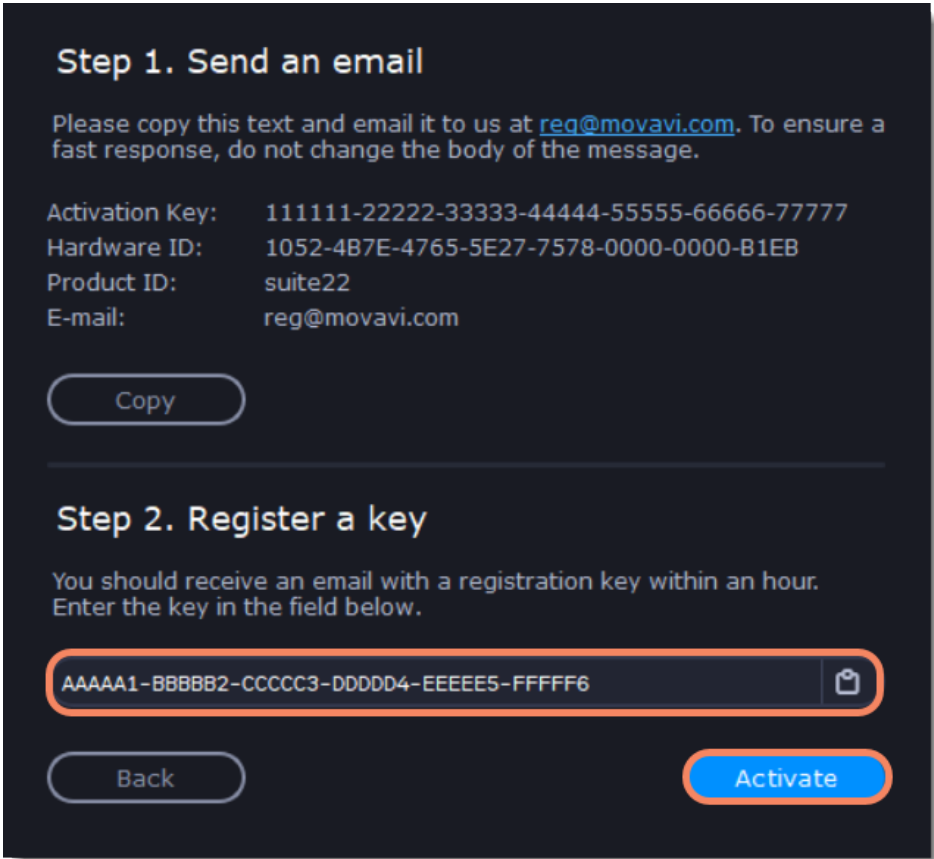 Step 1. Send an email
Please copy this text and email it to us at reg@movavi.com. To ensure a
fast response, do not change the body of the message.
Activation Key: 111111-22222-33333-44444-55555-66666-77777
Hardware ID: 1052-4B7E-4765-5E27-7578-0000-0000-B1EB
Product ID: suite22
E-mail: reg@movavi.com
Copy
Step 2. Register a key
You should receive an email with a registration key within an hour.
Enter the key in the field below.
AAAAA1-BBBBB2-CCCCC3-DDDDD4-EEEEE5-FFFFF6
Back
Activate